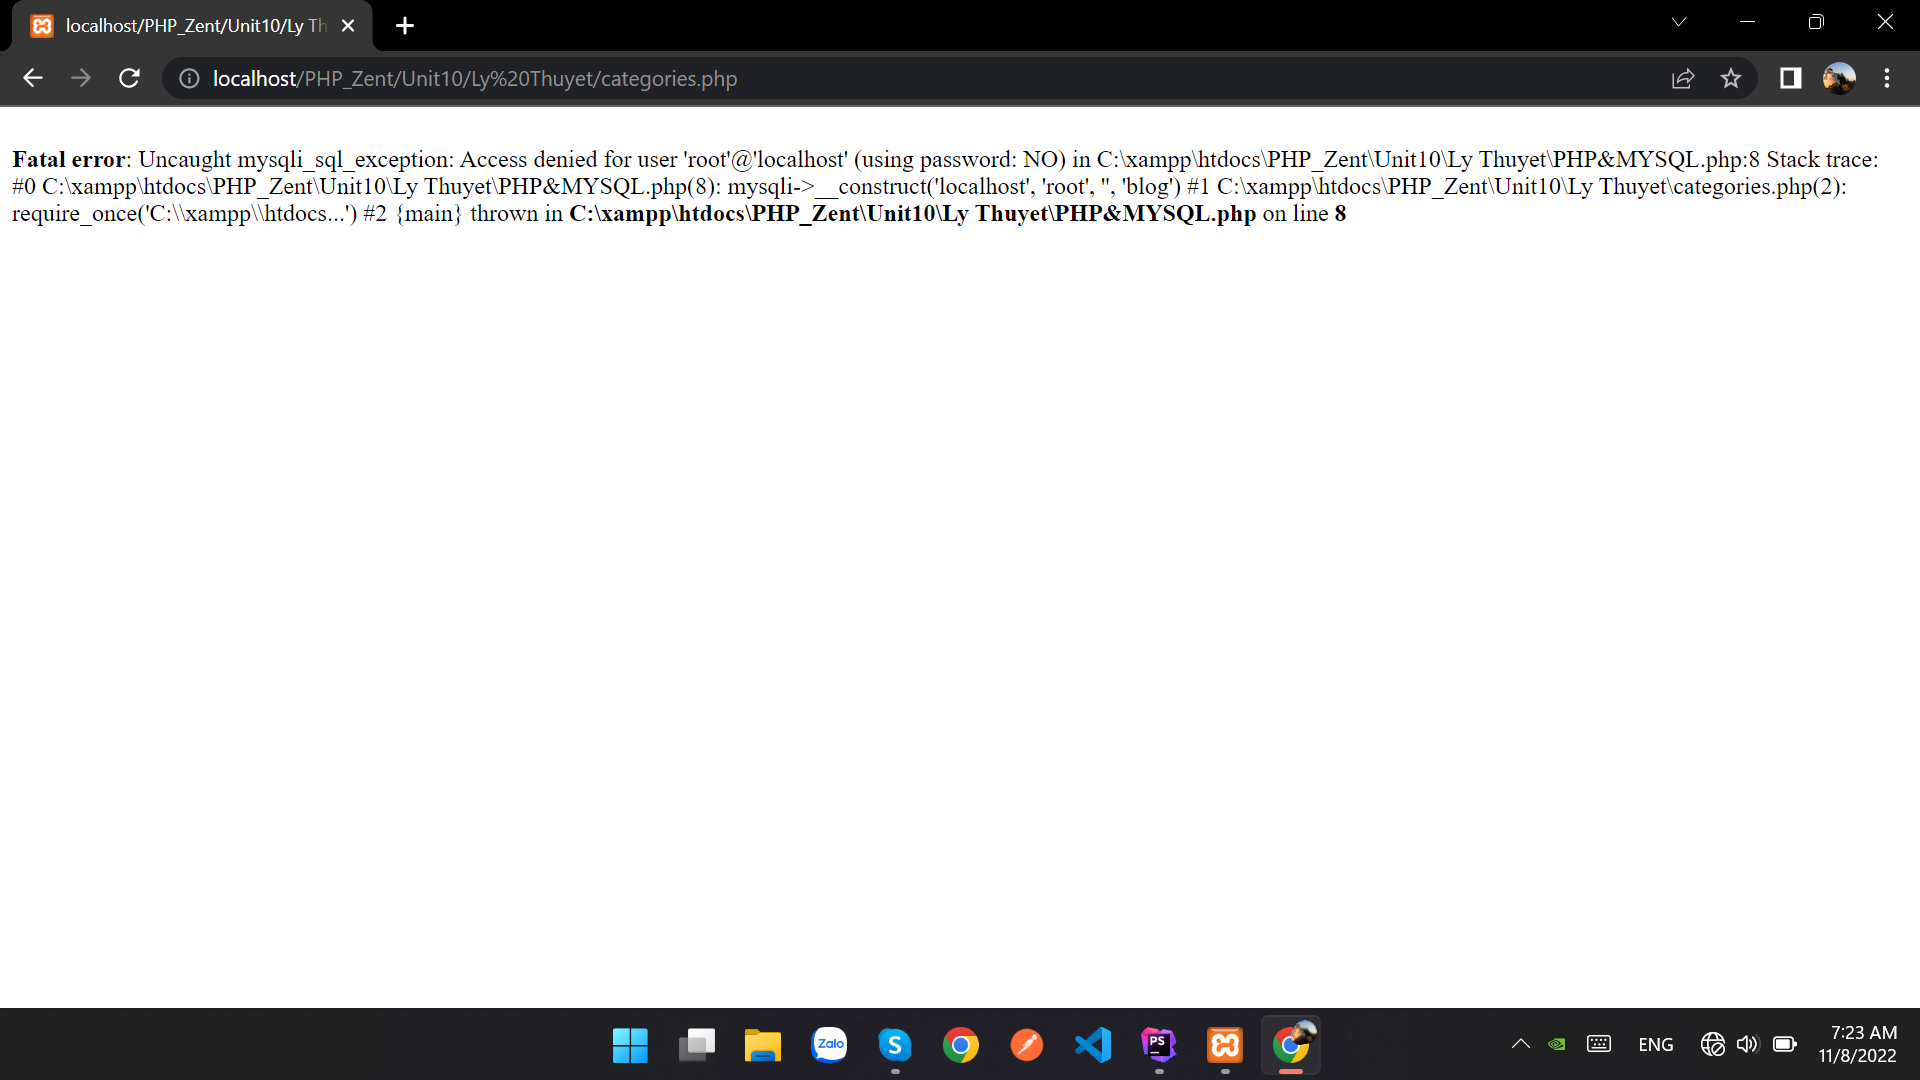 localhost/PHP_Zent/Unit10/Ly Th
localhost/PHP_Zent/Unit10/Ly%20Thuyet/categories.php
Fatal error: Uncaught mysqli_sql_exception: Access denied for user 'root'@'localhost' (using password: NO) in C:\xampp\htdocs\PHP_Zent\Unit10\Ly Thuyet\PHP&MYSQL.php:8 Stack trace:
#0 C:\xampp\htdocs\PHP_Zent\Unit10\Ly Thuyet\PHP&MYSQL.php(8): mysqli->__construct('localhost', 'root', '', 'blog') #1 C:\xampp\htdocs\PHP_Zent\Unit10\Ly Thuyet\categories.php(2):
require_once('C:\\xampp\\htdocs...') #2 {main} thrown in C:\xampp\htdocs\PHP_Zent\Unit10\Ly Thuyet\PHP&MYSQL.php on line 8
Zalo
S
PS
ENG
7:23 AM
11/8/2022